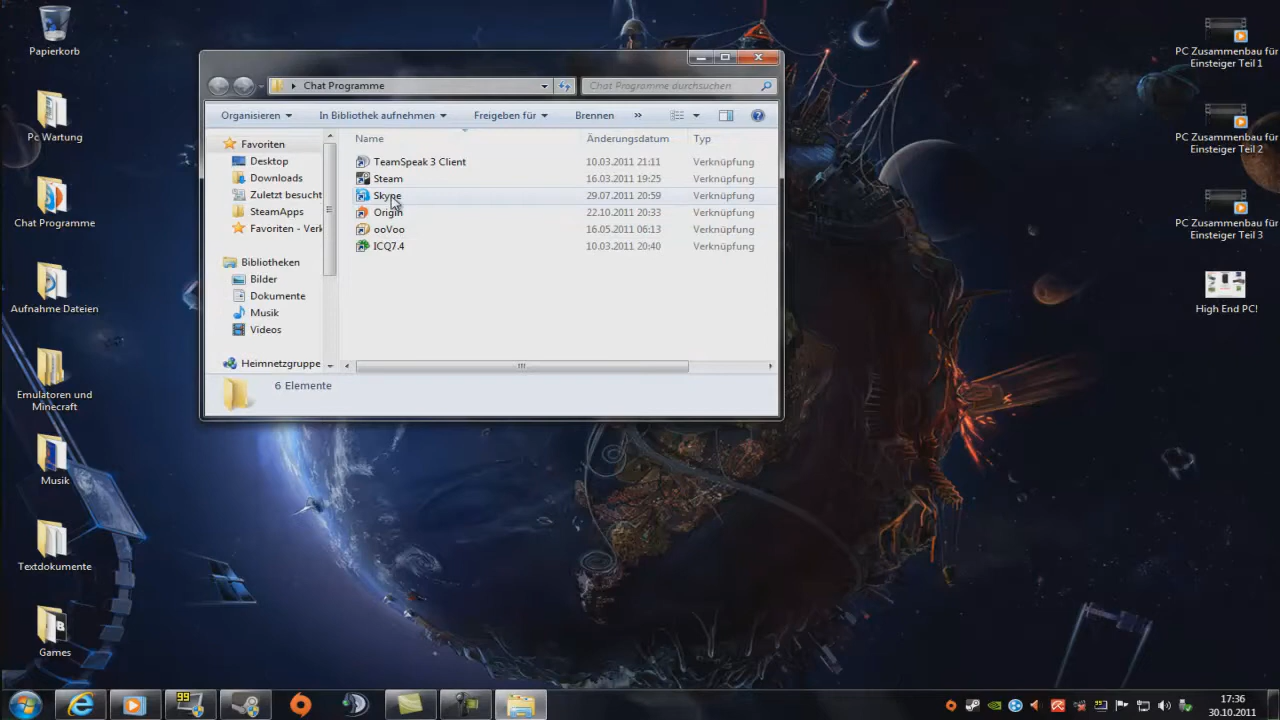 Papierkorb
Pc Wartung
Chat Programme
Aufnahme Dateien
Emulatoren und
Minecraft
Musik
Textdokumente
Games
Chat Programme
Chat Programme durchsuchen
Organisieren
In Bibliothek aufnehmen
Freigeben für
Brennen
»
Favoriten
Desktop
Downloads
Zuletzt besucht
SteamApps
Favoriten - Verk
Bibliotheken
Bilder
Dokumente
Musik
Videos
Heimnetzgruppe
Name Änderungsdatum Typ
TeamSpeak 3 Client 10.03.2011 21:11 Verknüpfung
Steam 16.03.2011 19:25 Verknüpfung
Skype 29.07.2011 20:59 Verknüpfung
Origin 22.10.2011 20:33 Verknüpfung
ooVoo 16.05.2011 06:13 Verknüpfung
ICQ7.4 10.03.2011 20:40 Verknüpfung
6 Elemente
PC Zusammenbau für
Einsteiger Teil 1
PC Zusammenbau für
Einsteiger Teil 2
PC Zusammenbau für
Einsteiger Teil 3
High End PC!
99
17:36
30.10.2011